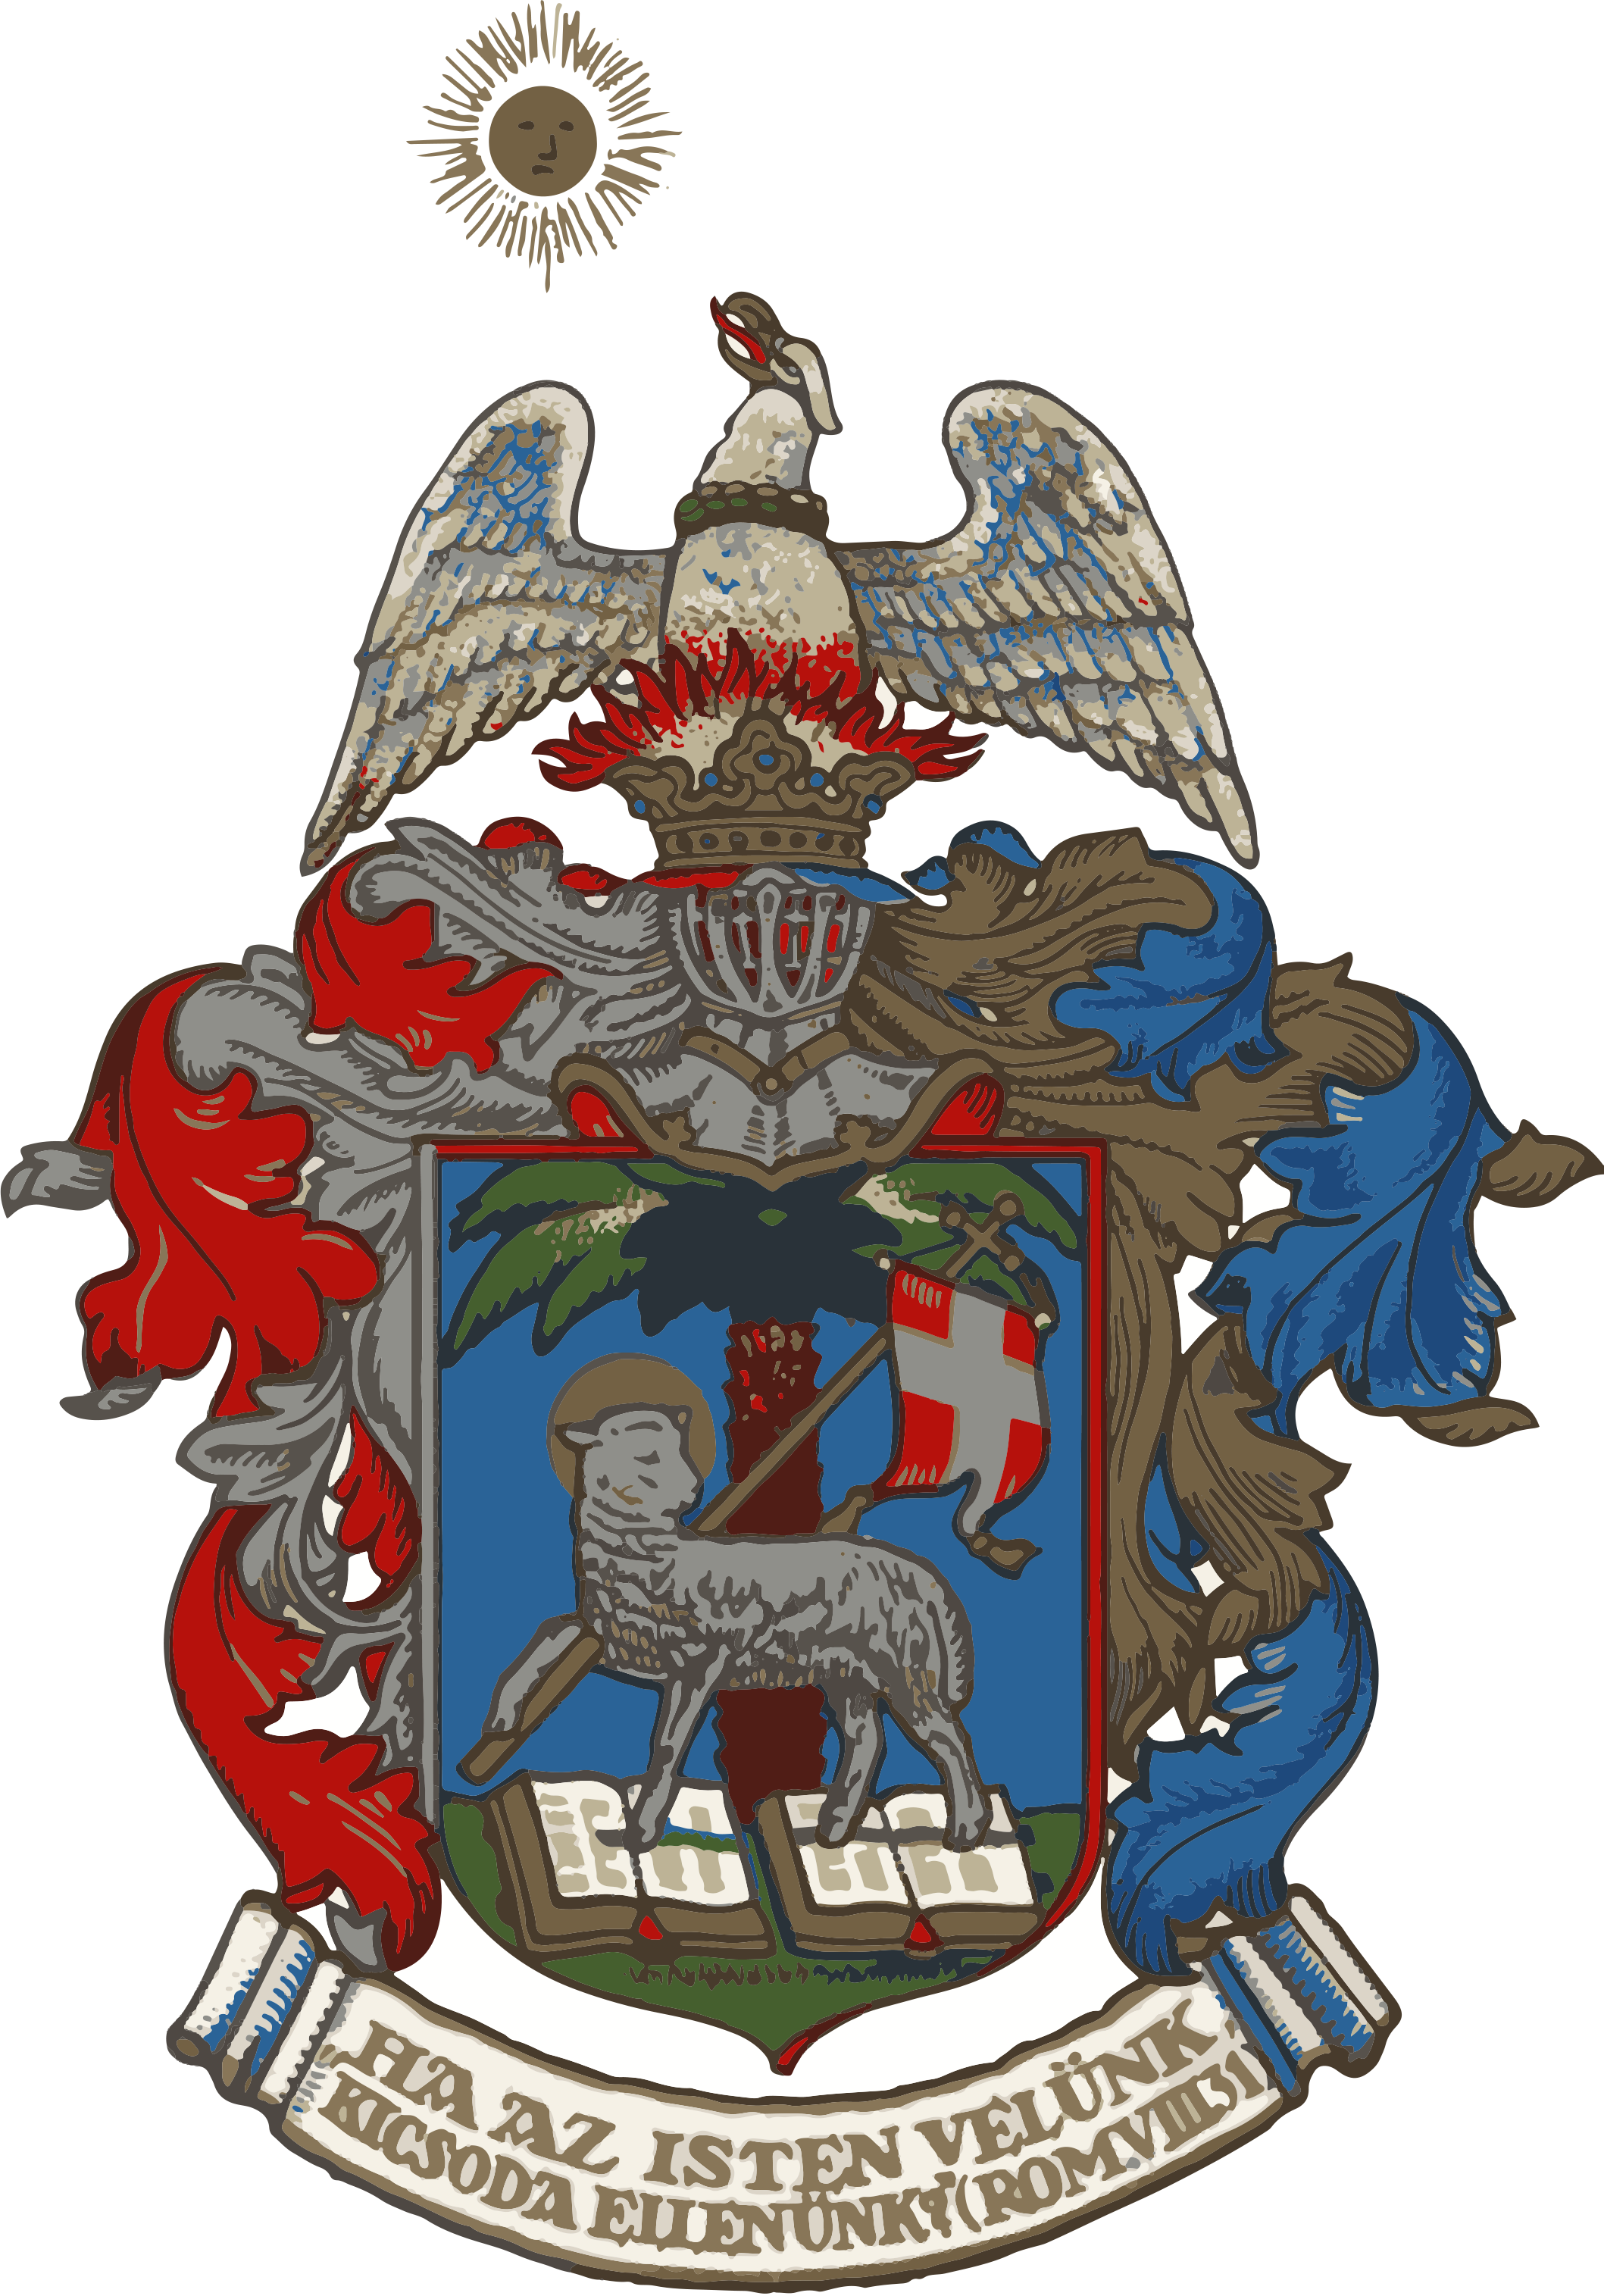 HA AZ ISTEN VELÜNK,
KICSODA ELLENÜNK? (ROM VIII 31